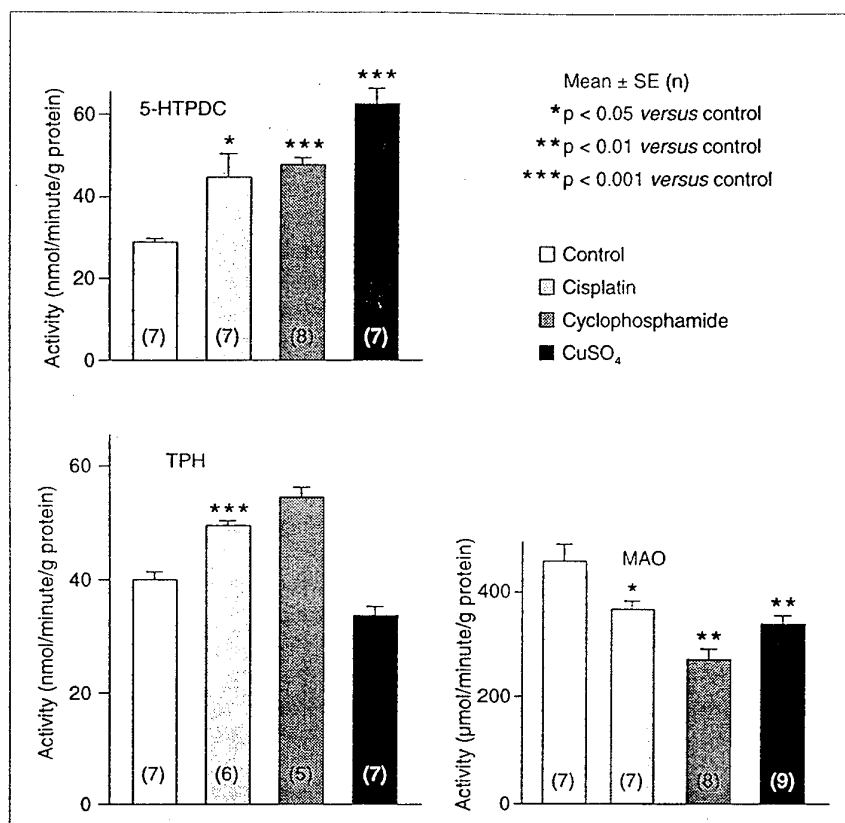 5-HTPDC
Activity (nmol/minute/g protein)
60
40
20
0
*
***
***
(7)
(7)
(8)
(7)
Mean ± SE (n)
*p < 0.05 versus control
**p < 0.01 versus control
***p < 0.001 versus control
Control
Cisplatin
Cyclophosphamide
CuSO₄
TPH
Activity (nmol/minute/g protein)
60
40
20
0
***
(7)
(6)
(5)
(7)
MAO
Activity (µmol/minute/g protein)
400
200
0
*
**
**
(7)
(7)
(8)
(9)